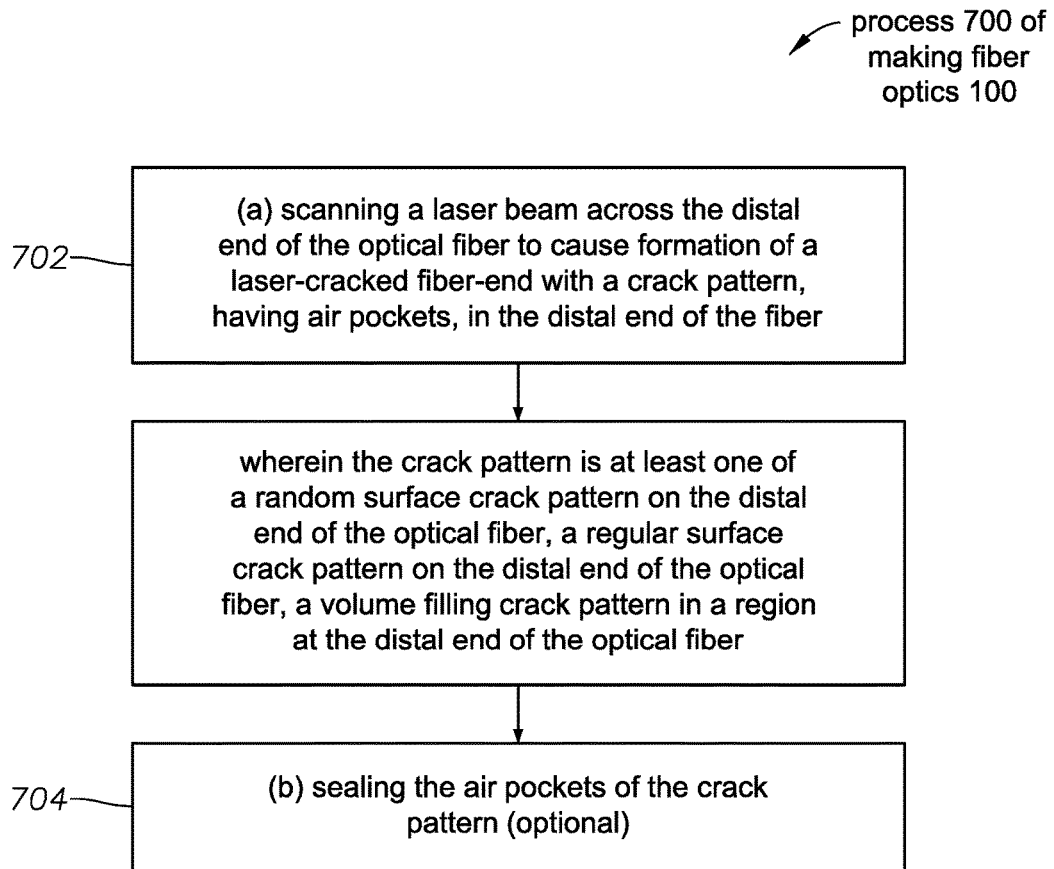 process 700 of
making fiber
optics 100
(a) scanning a laser beam across the distal
end of the optical fiber to cause formation of a
laser-cracked fiber-end with a crack pattern,
having air pockets, in the distal end of the fiber
702
wherein the crack pattern is at least one of
a random surface crack pattern on the distal
end of the optical fiber, a regular surface
crack pattern on the distal end of the optical
fiber, a volume filling crack pattern in a region
at the distal end of the optical fiber
(b) sealing the air pockets of the crack
pattern (optional)
704